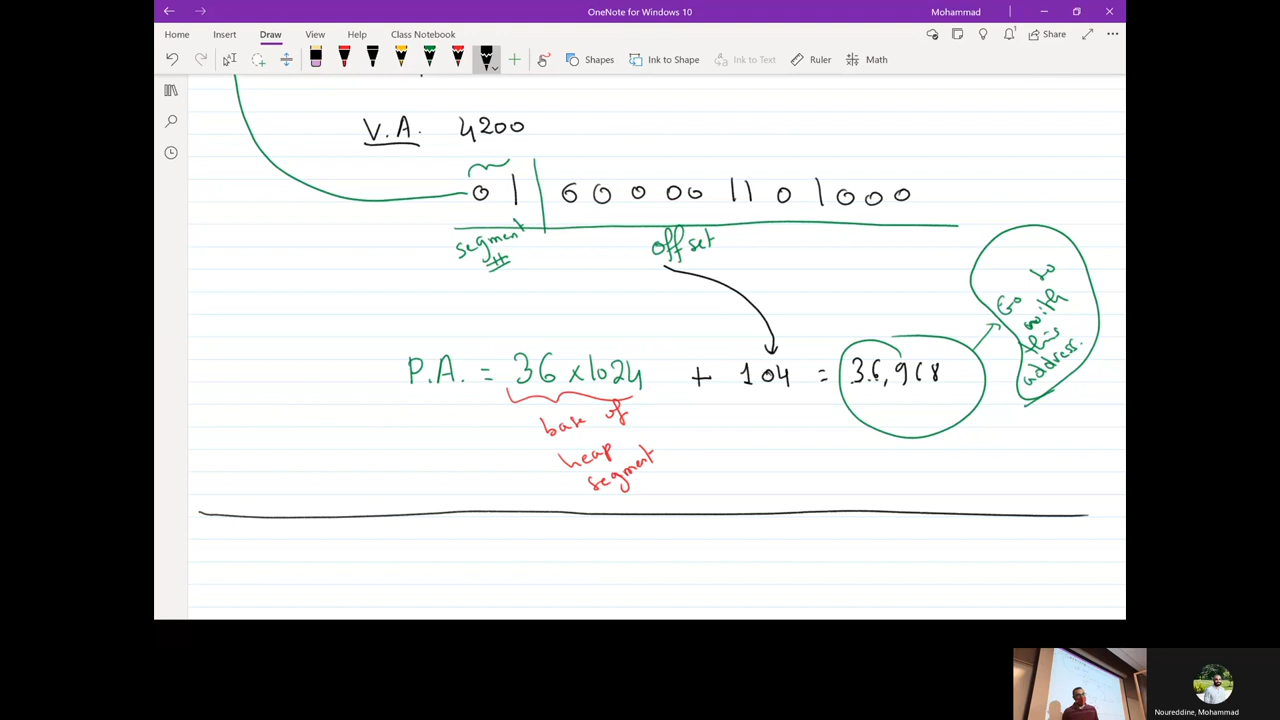 OneNote for Windows 10
Mohammad
Home Insert Draw View Help Class Notebook
Share
Shapes Ink to Shape Ink to Text Ruler Math
V.A. 4200
0 1 0 0 0 0 0 1 1 0 1 0 0 0
segment #
offset
Go to with this address.
P.A. = 36 x 1024 + 104 = 36,968
base of
heap
segment
Noureddine, Mohammad